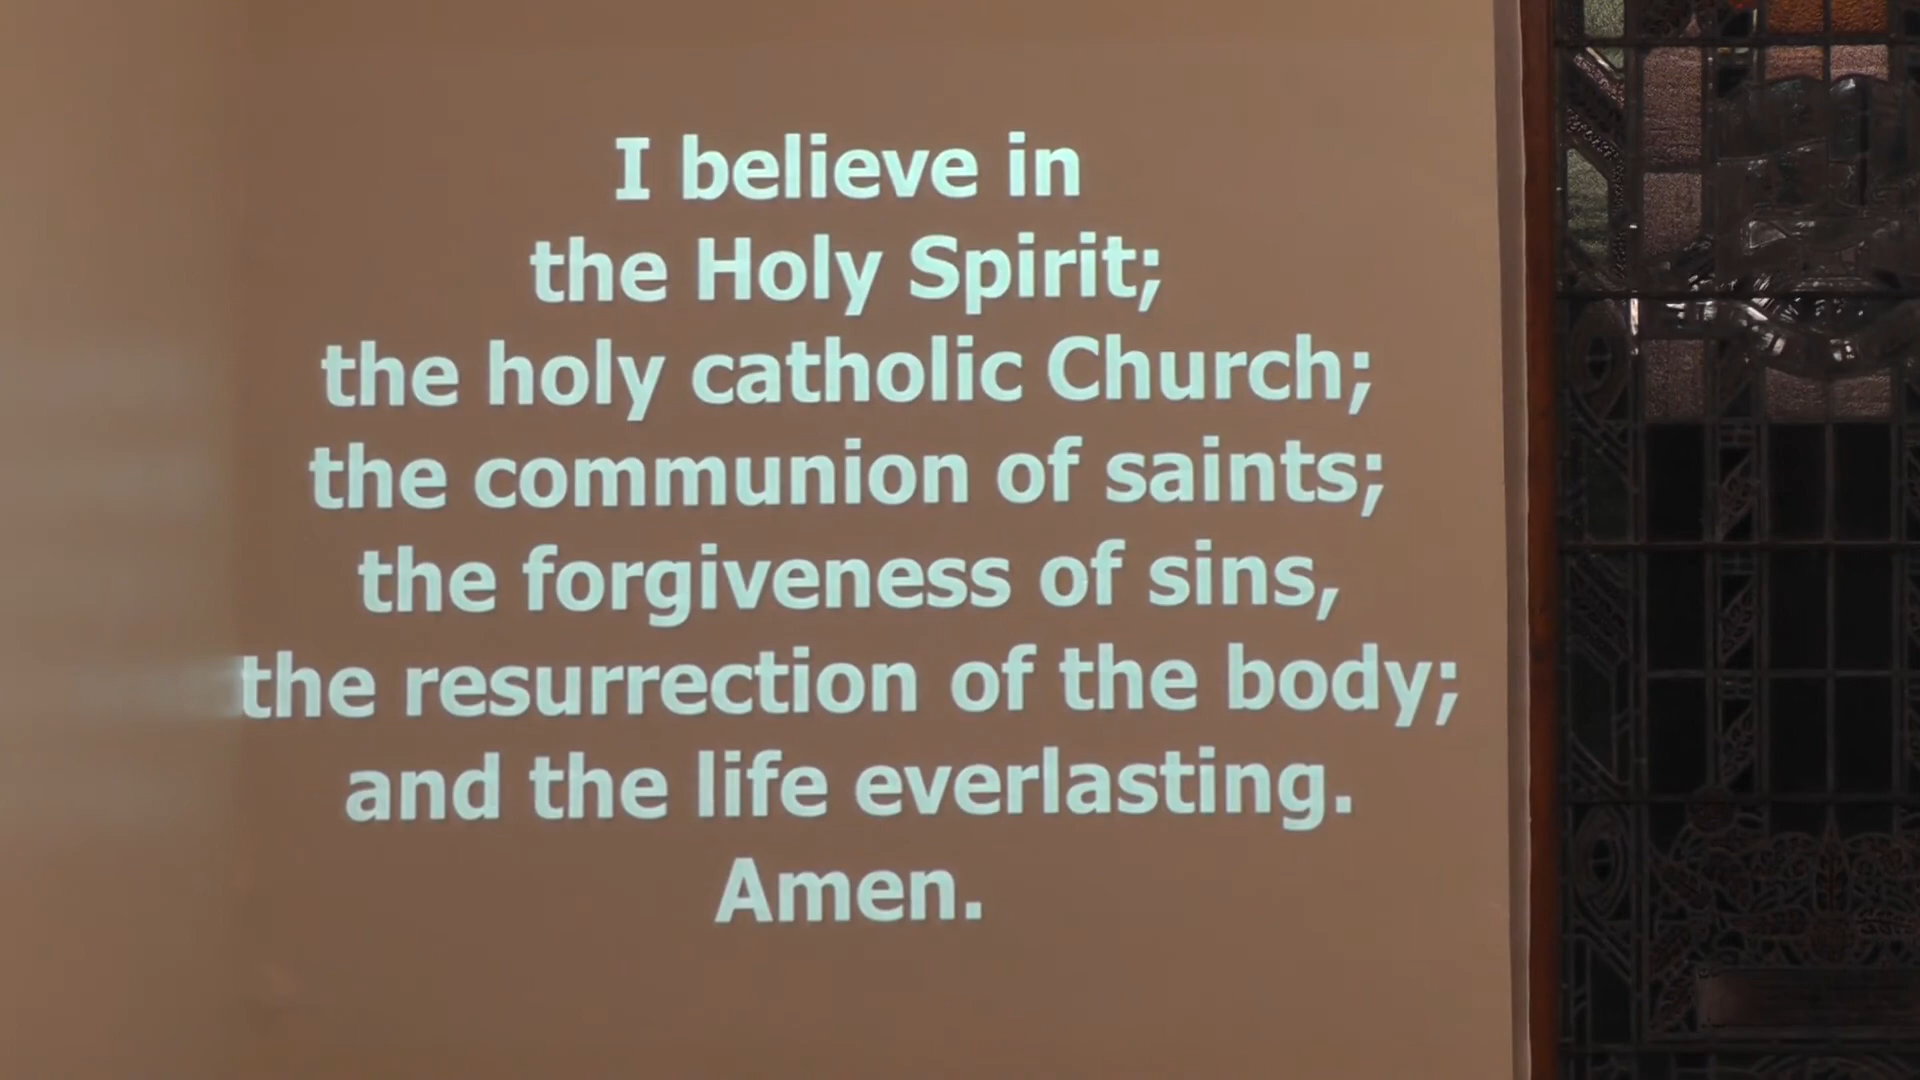 I believe in
the Holy Spirit;
the holy catholic Church;
the communion of saints;
the forgiveness of sins,
the resurrection of the body;
and the life everlasting.
Amen.